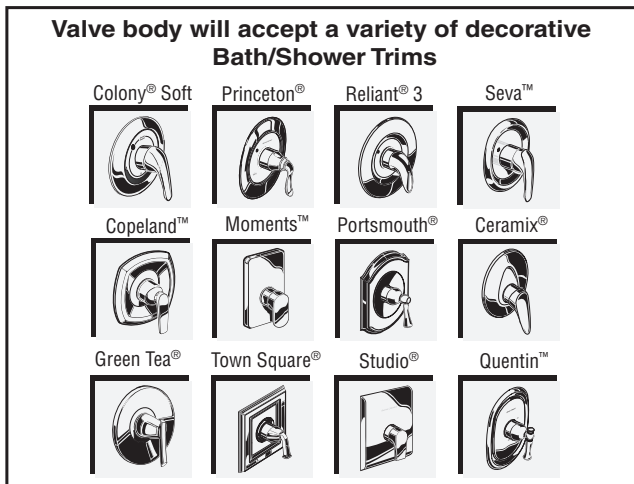 Valve body will accept a variety of decorative
Bath/Shower Trims
Colony® Soft
Princeton®
Reliant® 3
Seva™
Copeland™
Moments™
Portsmouth®
Ceramix®
Green Tea®
Town Square®
Studio®
Quentin™